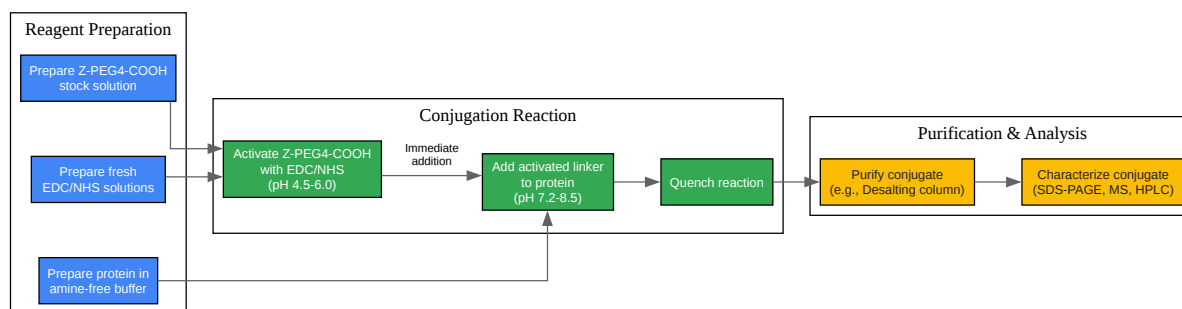 Reagent Preparation
Prepare Z-PEG4-COOH
stock solution
Prepare fresh
EDC/NHS solutions
Prepare protein in
amine-free buffer
Conjugation Reaction
Activate Z-PEG4-COOH
with EDC/NHS
(pH 4.5-6.0)
Immediate
addition
Add activated linker
to protein
(pH 7.2-8.5)
Quench reaction
Purification & Analysis
Purify conjugate
(e.g., Desalting column)
Characterize conjugate
(SDS-PAGE, MS, HPLC)